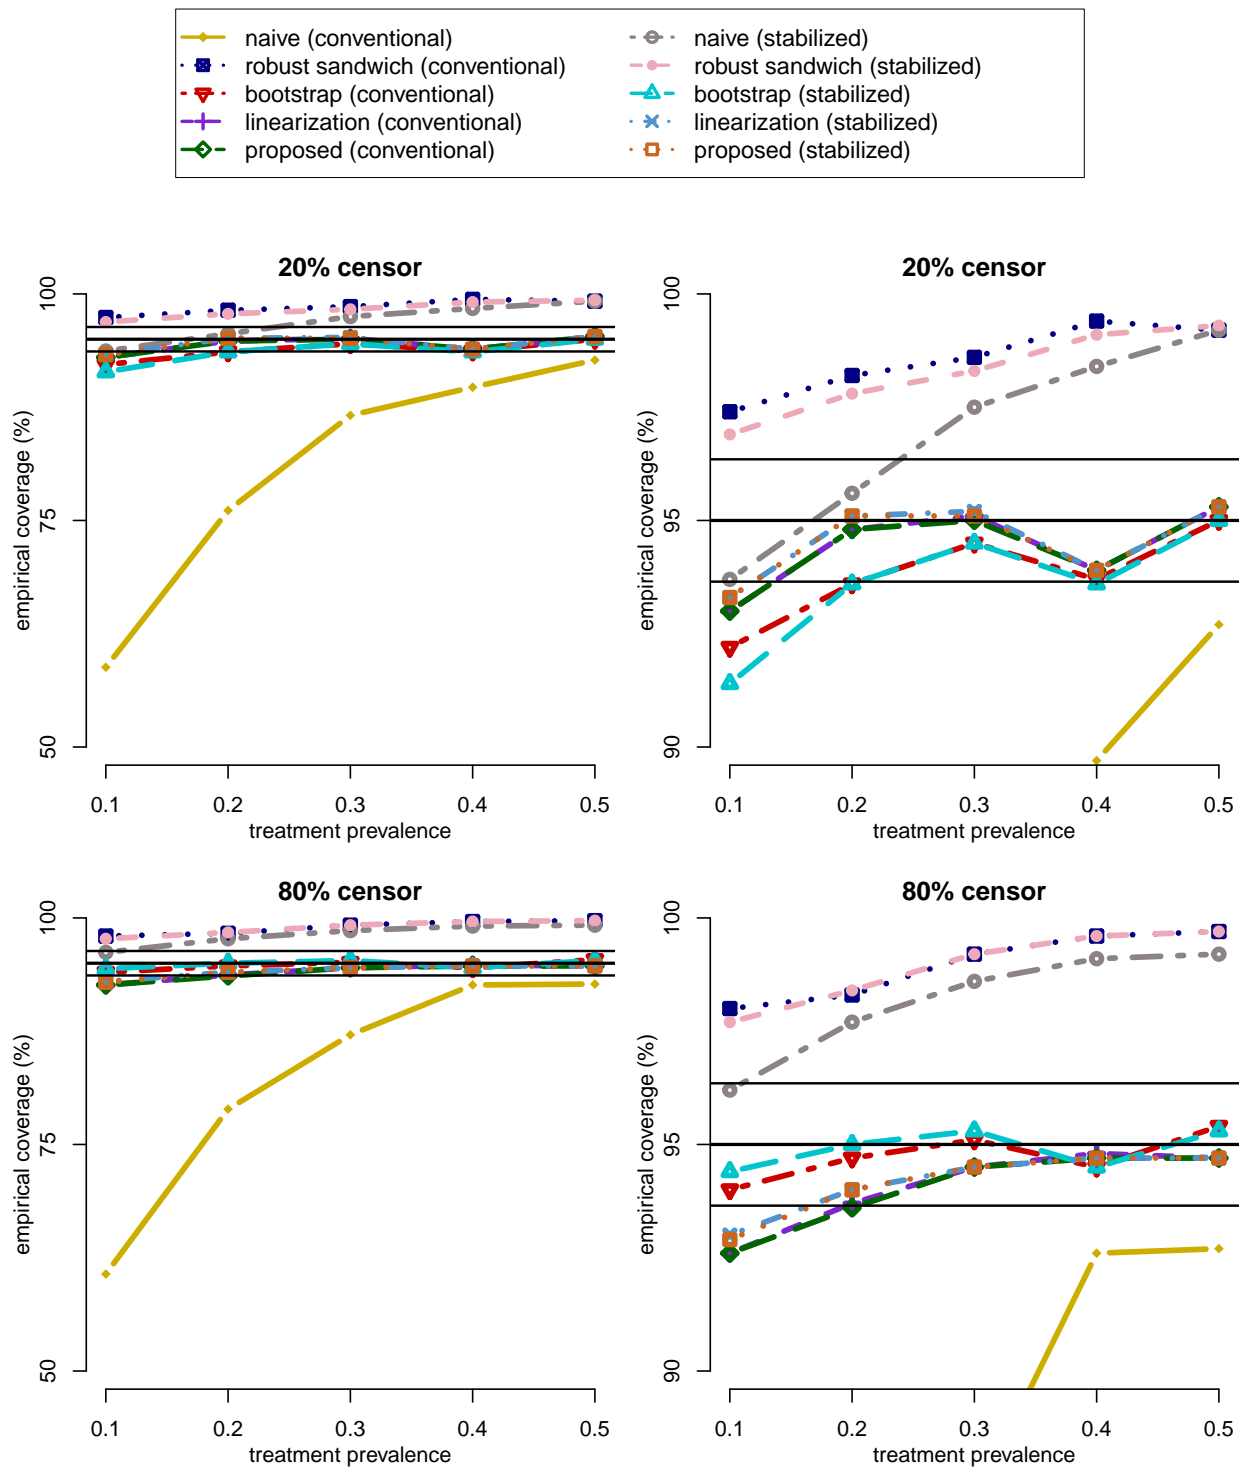 naive (conventional)
robust sandwich (conventional)
bootstrap (conventional)
linearization (conventional)
proposed (conventional)
naive (stabilized)
robust sandwich (stabilized)
bootstrap (stabilized)
linearization (stabilized)
proposed (stabilized)
20% censor
100
75
50
empirical coverage (%)
0.1 0.2 0.3 0.4 0.5
treatment prevalence
20% censor
100
95
90
empirical coverage (%)
0.1 0.2 0.3 0.4 0.5
treatment prevalence
80% censor
100
75
50
empirical coverage (%)
0.1 0.2 0.3 0.4 0.5
treatment prevalence
80% censor
100
95
90
empirical coverage (%)
0.1 0.2 0.3 0.4 0.5
treatment prevalence